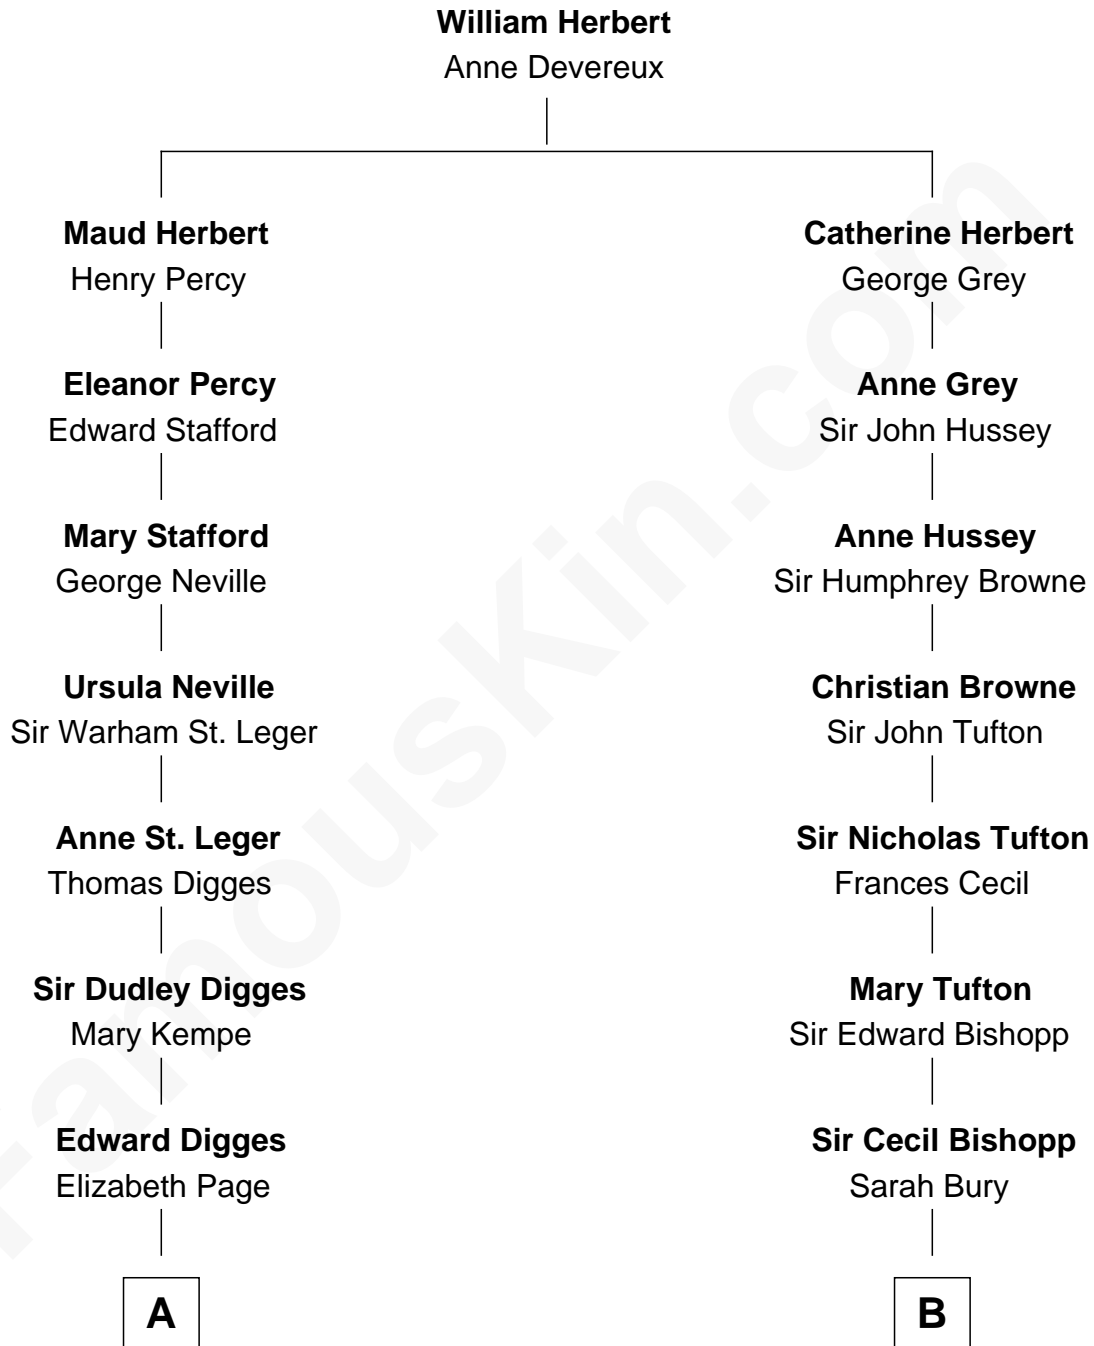 William Herbert
Anne Devereux
Maud Herbert
Henry Percy
Catherine Herbert
George Grey
Eleanor Percy
Edward Stafford
Anne Grey
Sir John Hussey
Mary Stafford
George Neville
Anne Hussey
Sir Humphrey Browne
Ursula Neville
Sir Warham St. Leger
Christian Browne
Sir John Tufton
Anne St. Leger
Thomas Digges
Sir Nicholas Tufton
Frances Cecil
Sir Dudley Digges
Mary Kempe
Mary Tufton
Sir Edward Bishopp
Edward Digges
Elizabeth Page
Sir Cecil Bishopp
Sarah Bury
A
B
FamousKin.com